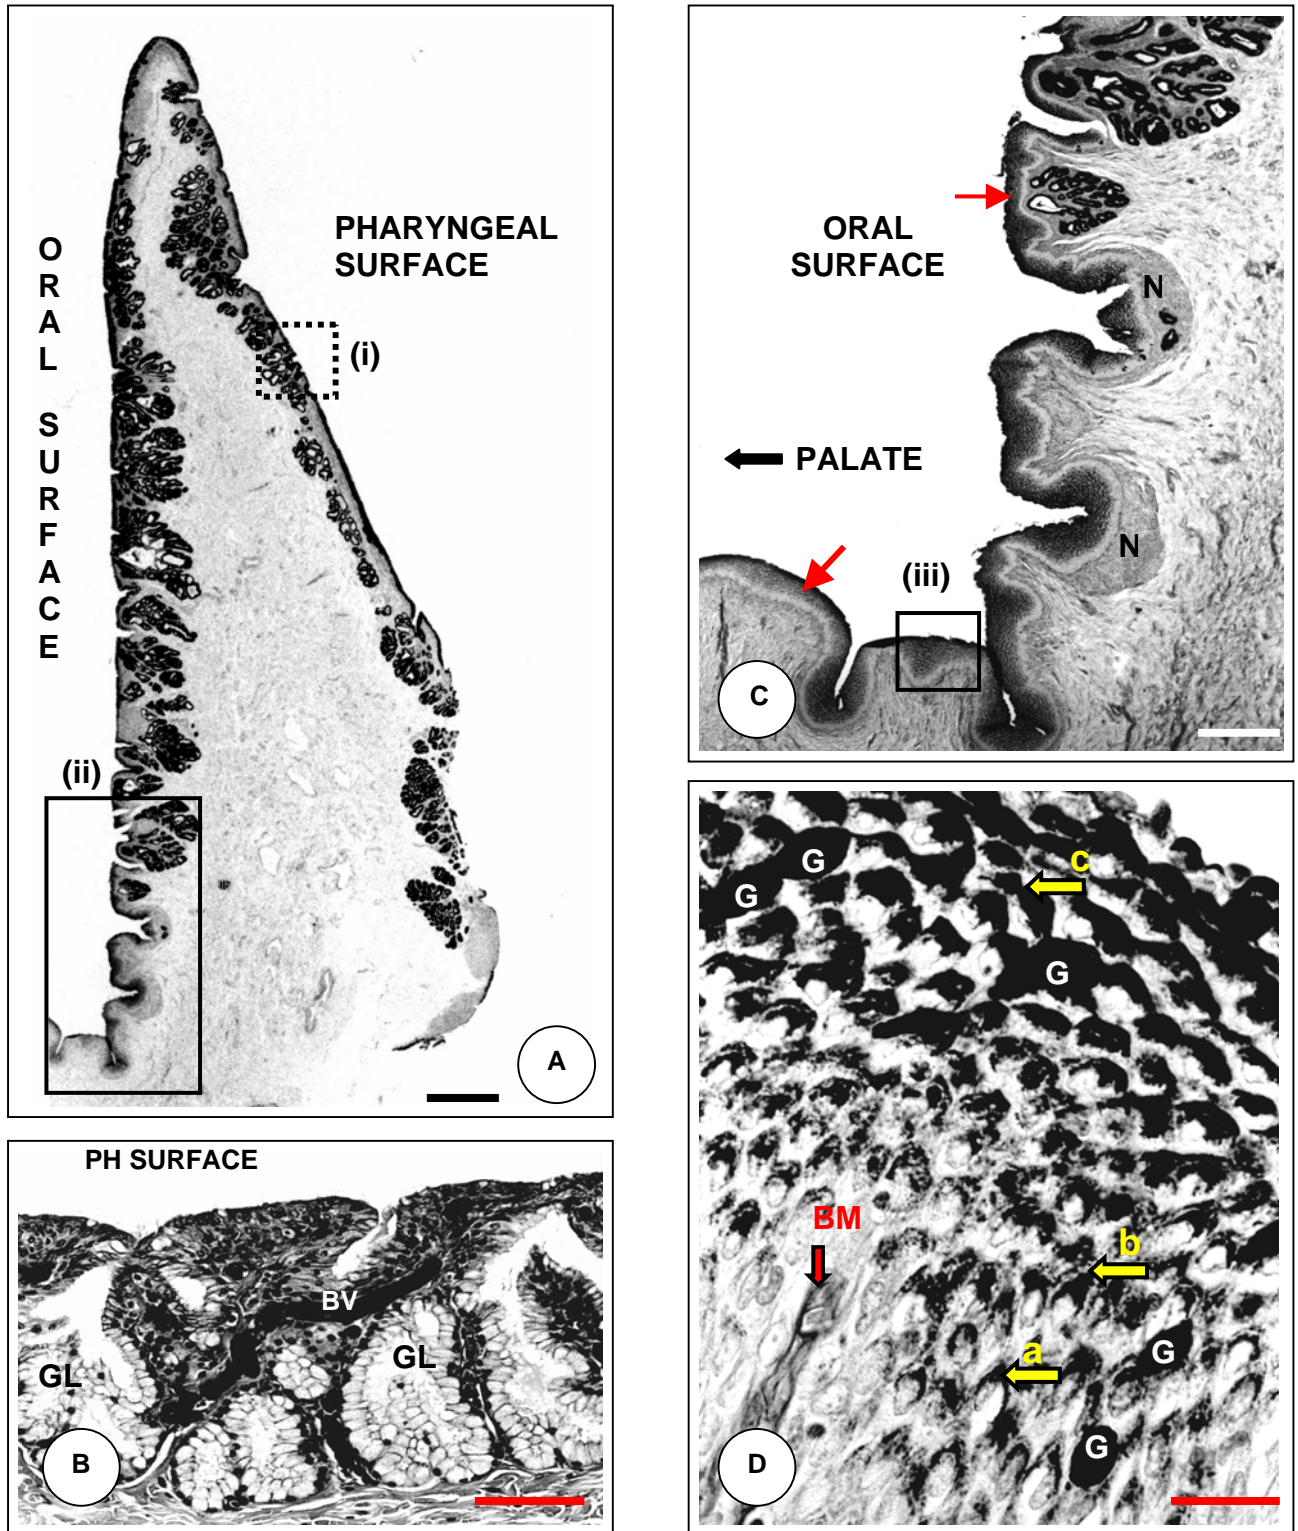 ORAL SURFACE
PHARYNGEAL
SURFACE
(i)
(ii)
A
PH SURFACE
BV
GL
GL
B
ORAL
SURFACE
N
PALATE
N
(iii)
C
G
G
c
G
BM
b
a
G
G
D